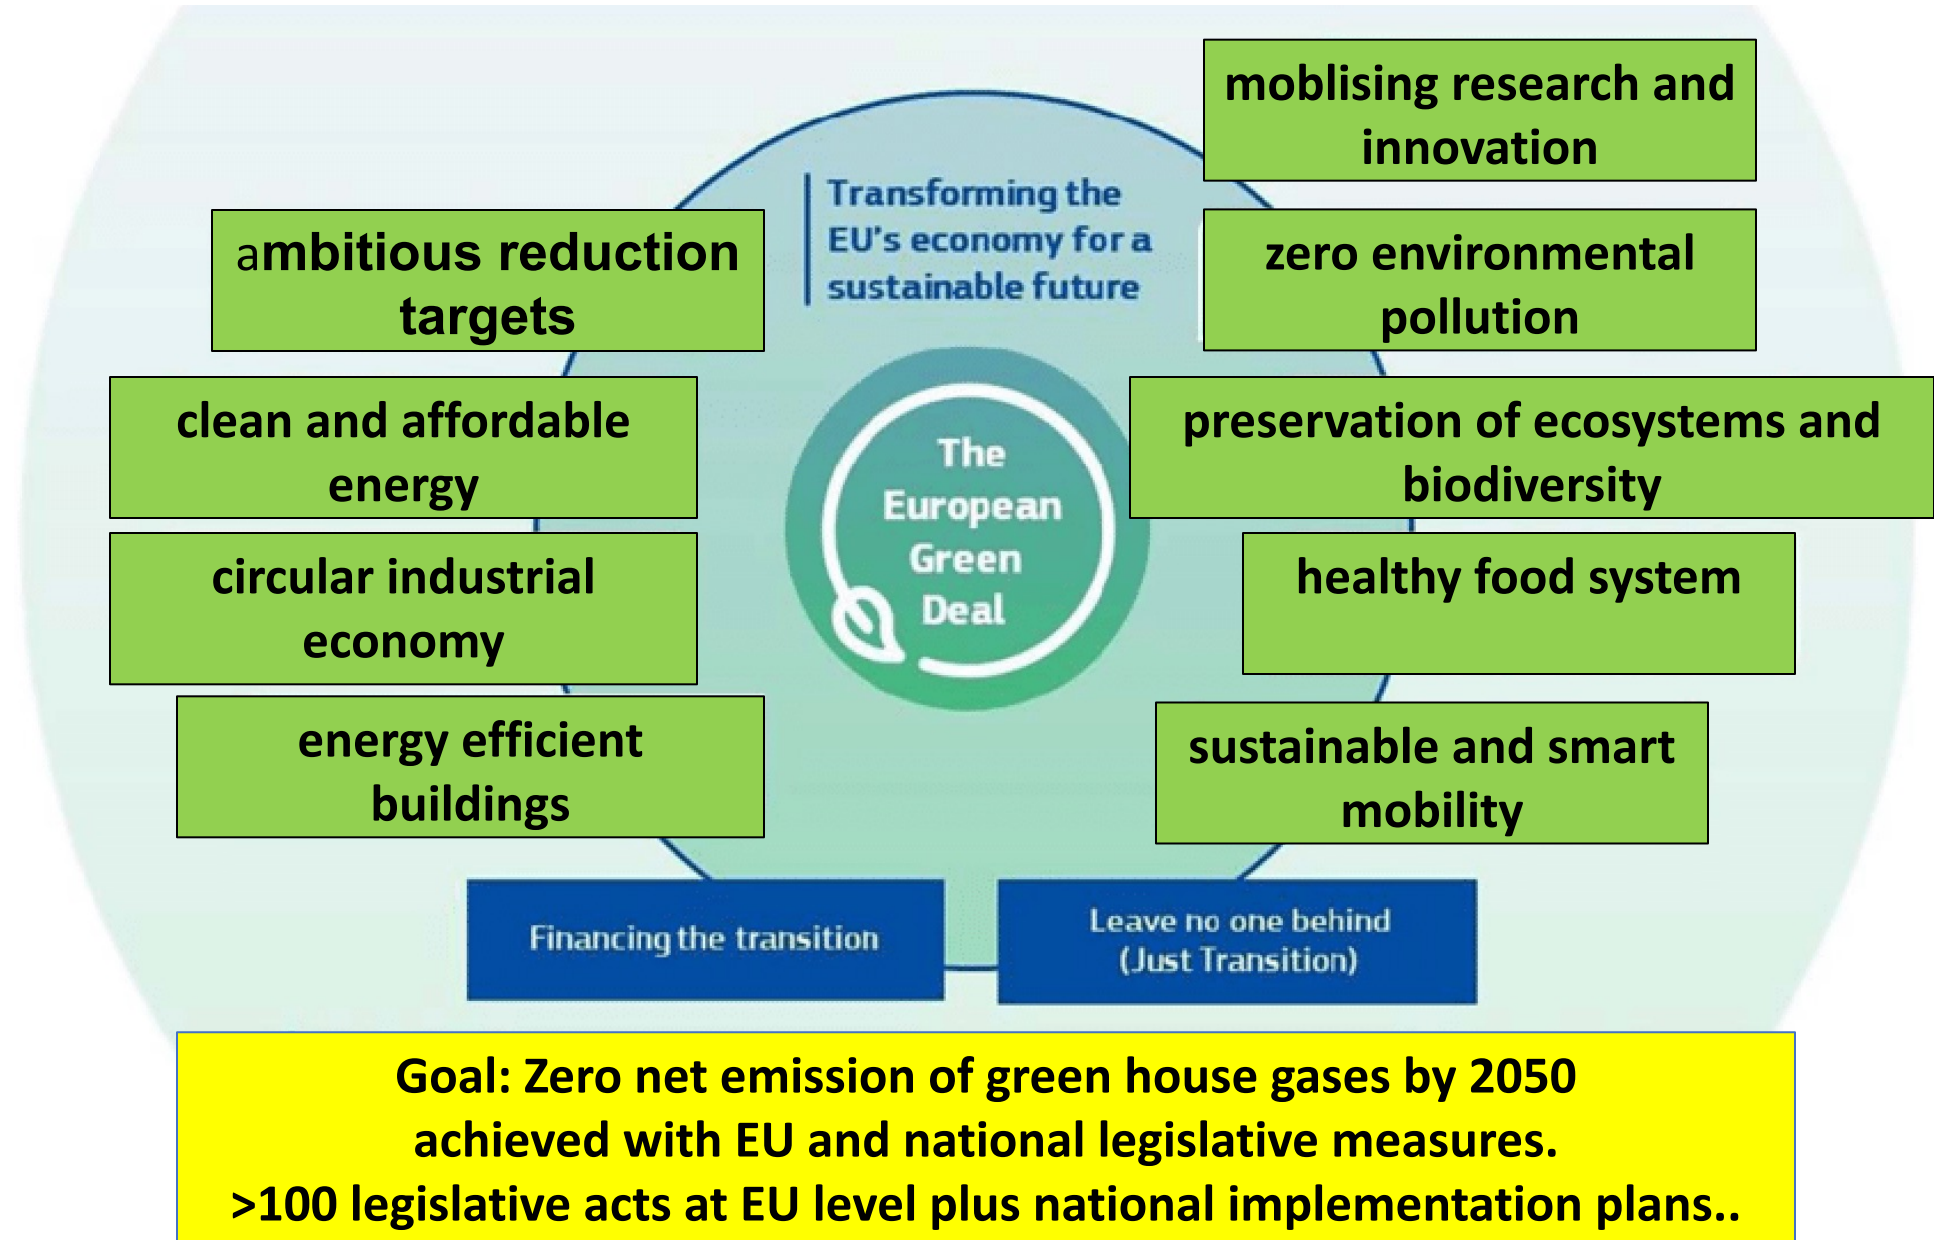 moblising research and
innovation
Transforming the
EU's economy for a
sustainable future
ambitious reduction
targets
zero environmental
pollution
clean and affordable
energy
The
European
Green
Deal
preservation of ecosystems and
biodiversity
circular industrial
economy
healthy food system
energy efficient
buildings
sustainable and smart
mobility
Financing the transition
Leave no one behind
(Just Transition)
Goal: Zero net emission of green house gases by 2050
achieved with EU and national legislative measures.
>100 legislative acts at EU level plus national implementation plans..